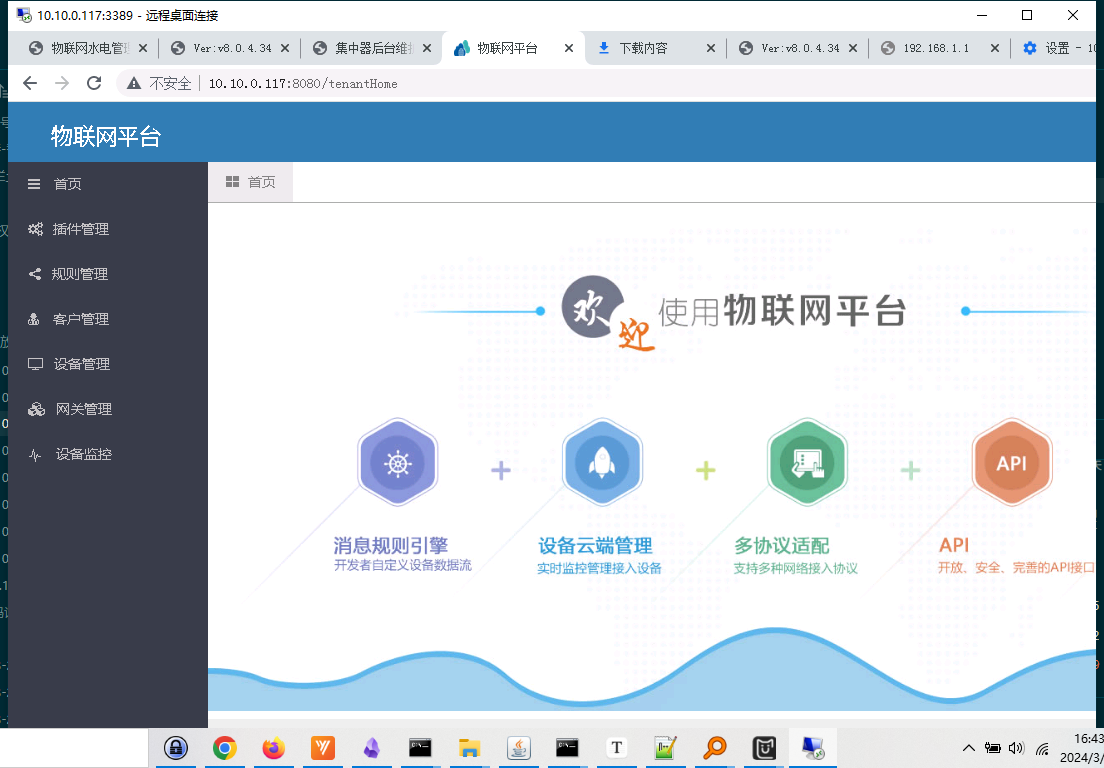 10.10.0.117:3389 - 远程桌面连接
物联网水电管理
Ver:v8.0.4.34
集中器后台维
物联网平台
下载内容
Ver:v8.0.4.34
192.168.1.1
设置 - 10
不安全
10.10.0.117:8080/tenantHome
物联网平台
首页
首页
插件管理
规则管理
客户管理
设备管理
网关管理
设备监控
欢迎 使用物联网平台
API
消息规则引擎
设备云端管理
多协议适配
API
开发者自定义设备数据流
实时监控管理接入设备
支持多种网络接入协议
开放、安全、完善的API接口
T
16:43
2024/3/